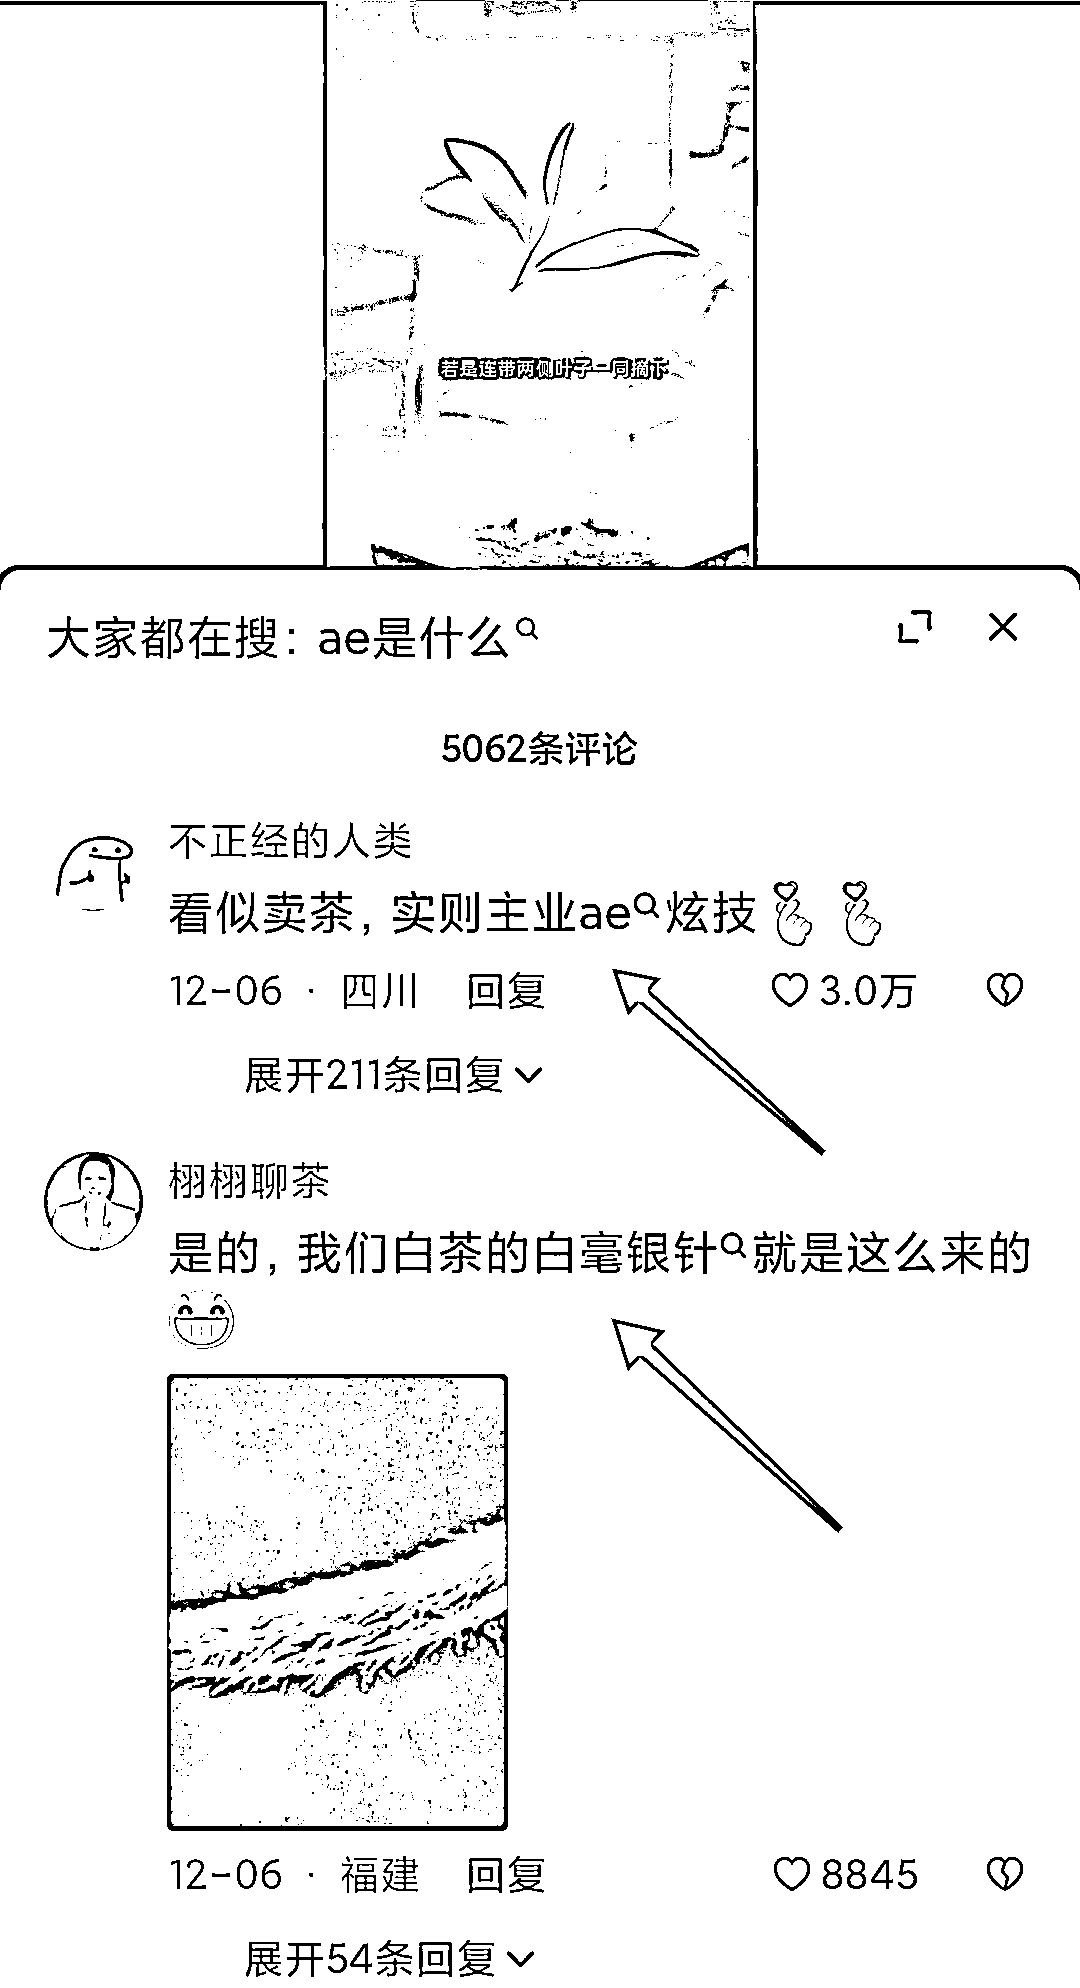 若是连带两侧叶子一同摘下
大家都在搜：ae是什么
5062条评论
不正经的人类
看似卖茶，实则主业ae炫技
12-06 · 四川 回复 3.0万
展开211条回复
栩栩聊茶
是的，我们白茶的白毫银针就是这么来的
12-06 · 福建 回复 8845
展开54条回复